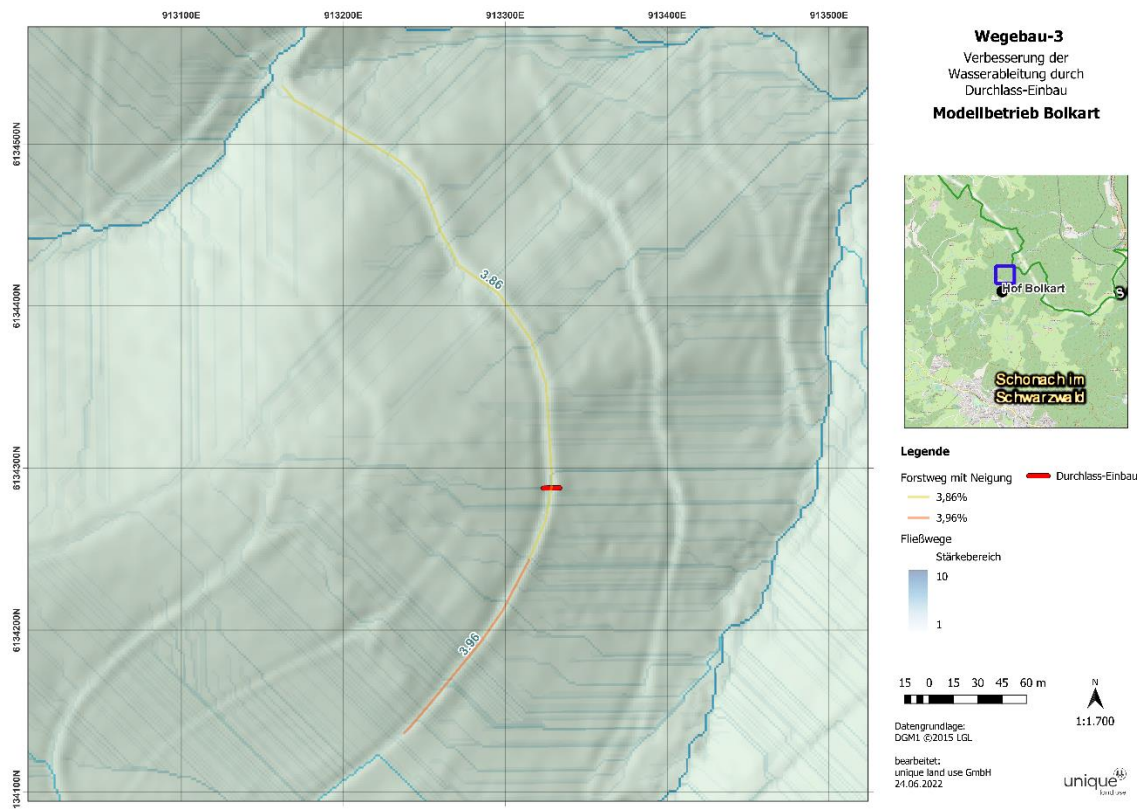 913100E 913200E 913300E 913400E 913500E
6134500N
6134400N
6134300N
6134200N
134100N
3.86
3.96
Wegebau-3
Verbesserung der
Wasserableitung durch
Durchlass-Einbau
Modellbetrieb Bolkart
Hof Bolkart
S
Schonach im
Schwarzwald
Legende
Forstweg mit Neigung
3,86%
3,96%
Durchlass-Einbau
Fließwege
Stärkebereich
10
1
15 0 15 30 45 60 m
N
1:1.700
Datengrundlage:
DGM1 ©2015 LGL
bearbeitet:
unique land use GmbH
24.06.2022
unique
land use